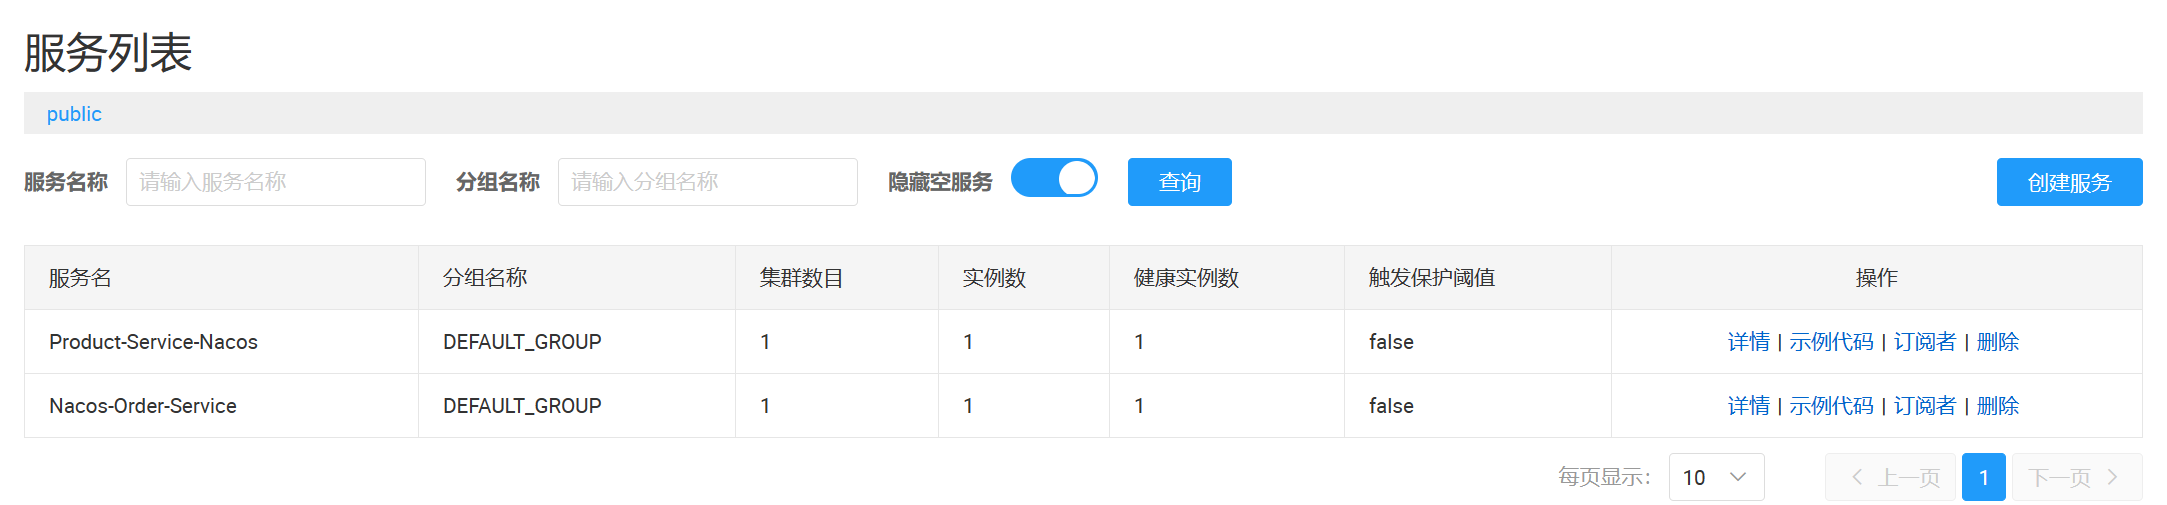 服务列表
public
服务名称 请输入服务名称 分组名称 请输入分组名称 隐藏空服务 查询 创建服务
服务名 分组名称 集群数目 实例数 健康实例数 触发保护阈值 操作
Product-Service-Nacos DEFAULT_GROUP 1 1 1 false 详情 | 示例代码 | 订阅者 | 删除
Nacos-Order-Service DEFAULT_GROUP 1 1 1 false 详情 | 示例代码 | 订阅者 | 删除
每页显示： 10 上一页 1 下一页